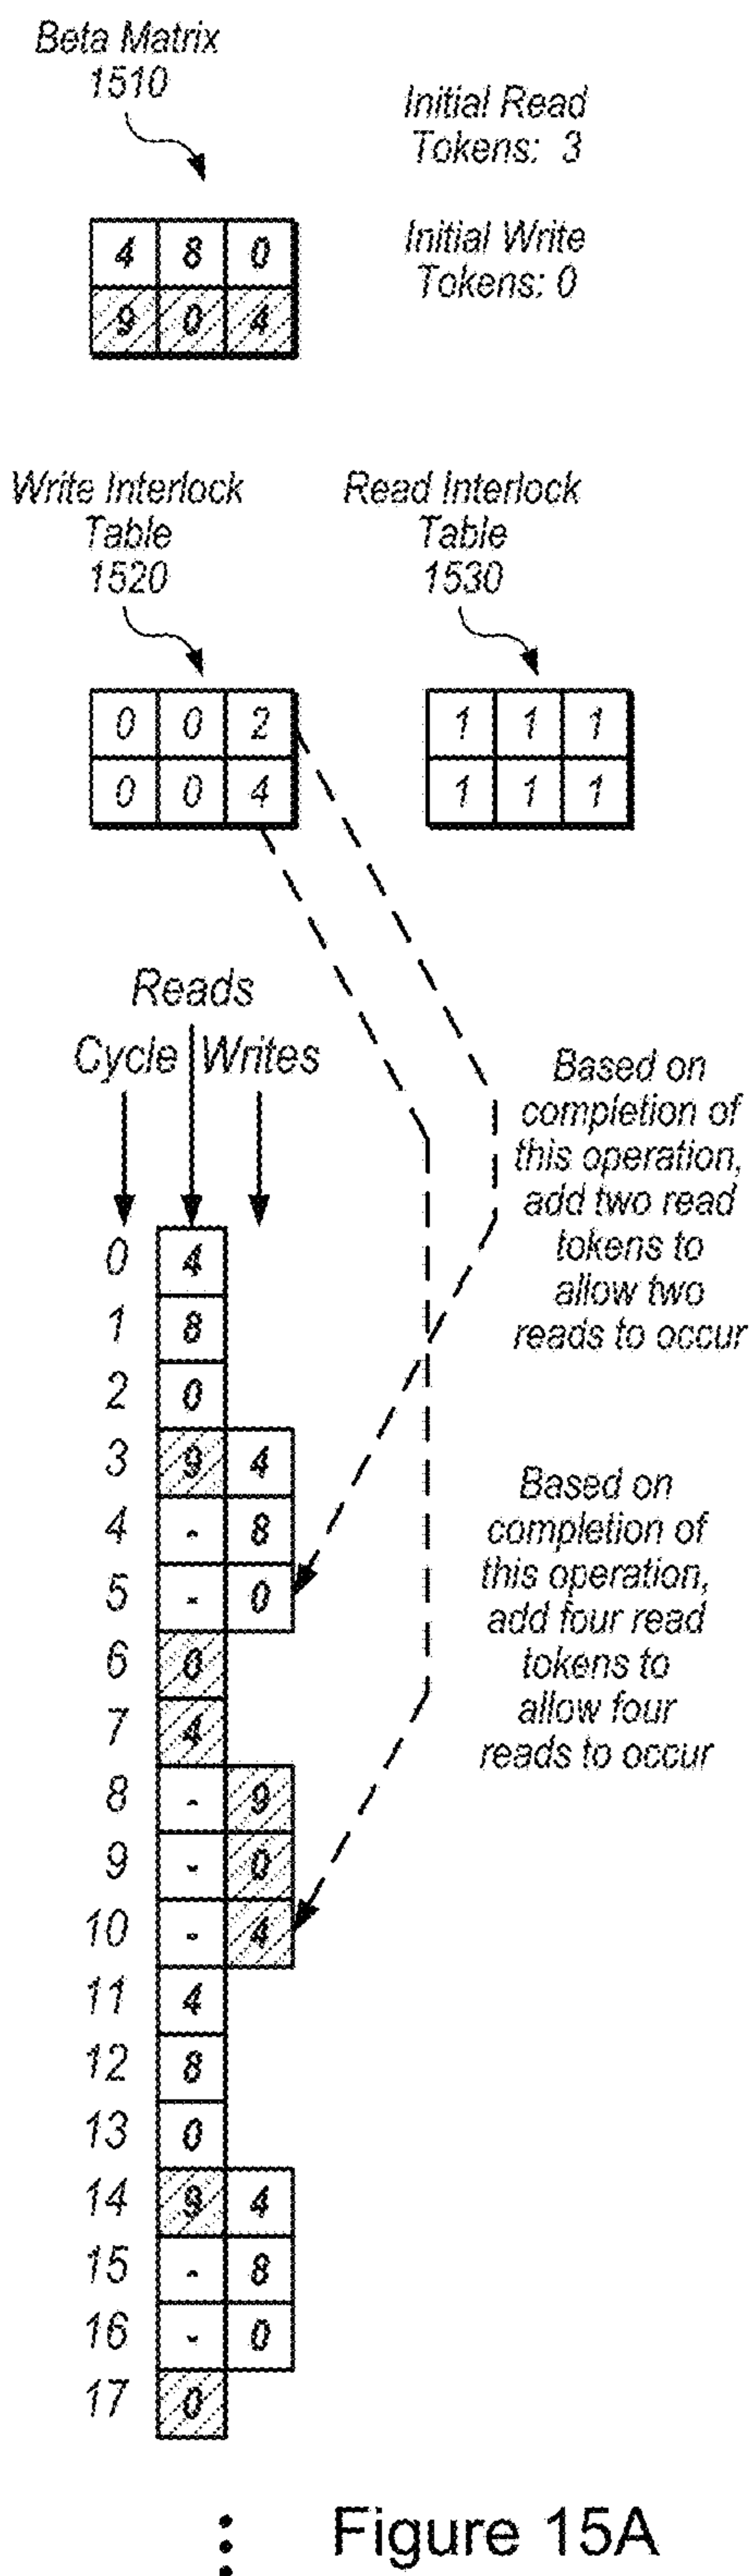 Beta Matrix
1510
Initial Read
Tokens: 3
Initial Write
Tokens: 0
4 8 0
9 0 4
Write Interlock
Table
1520
Read Interlock
Table
1530
0 0 2
0 0 4
1 1 1
1 1 1
Reads
Cycle Writes
Based on
completion of
this operation,
add two read
tokens to
allow two
reads to occur
0 4
1 8
2 0
3 9 4
4 - 8
5 - 0
6 0
7 4
8 - 9
9 - 0
10 - 4
11 4
12 8
13 0
14 9 4
15 - 8
16 - 0
17 0
Based on
completion of
this operation,
add four read
tokens to
allow four
reads to occur
Figure 15A